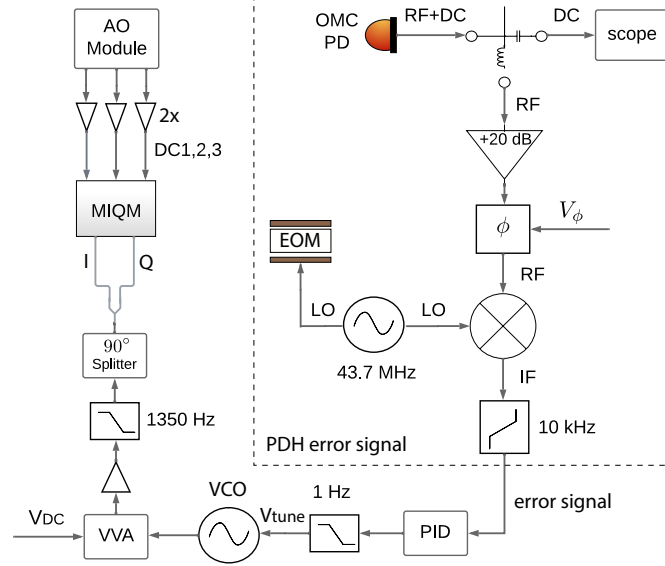 AO
Module
2x
DC1,2,3
MIQM
I
Q
90°
Splitter
1350 Hz
VDC
VVA
VCO
Vtune
1 Hz
PID
error signal
OMC
PD
RF+DC
DC
scope
RF
+20 dB
ϕ
Vϕ
RF
EOM
LO
LO
43.7 MHz
IF
10 kHz
PDH error signal